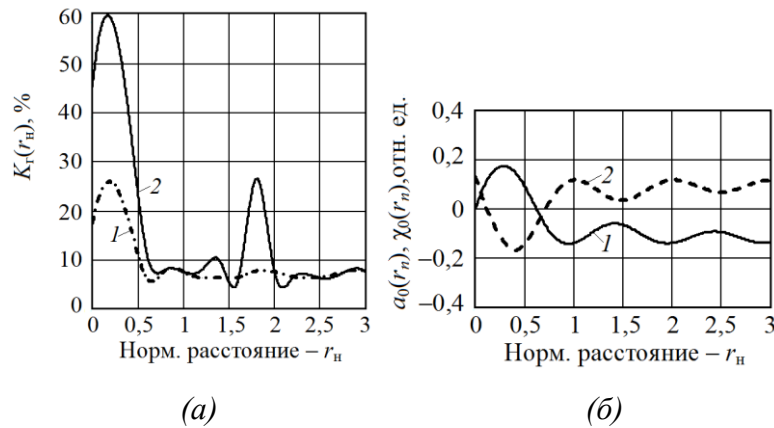 60
50
40
30
20
10
0
K_г(r_н), %
2
1
0 0,5 1 1,5 2 2,5 3
Норм. расстояние – r_н
(а)
0,4
0,2
0
–0,2
–0,4
a_0(r_n), χ_0(r_n),отн. ед.
2
1
0 0,5 1 1,5 2 2,5 3
Норм. расстояние – r_н
(б)